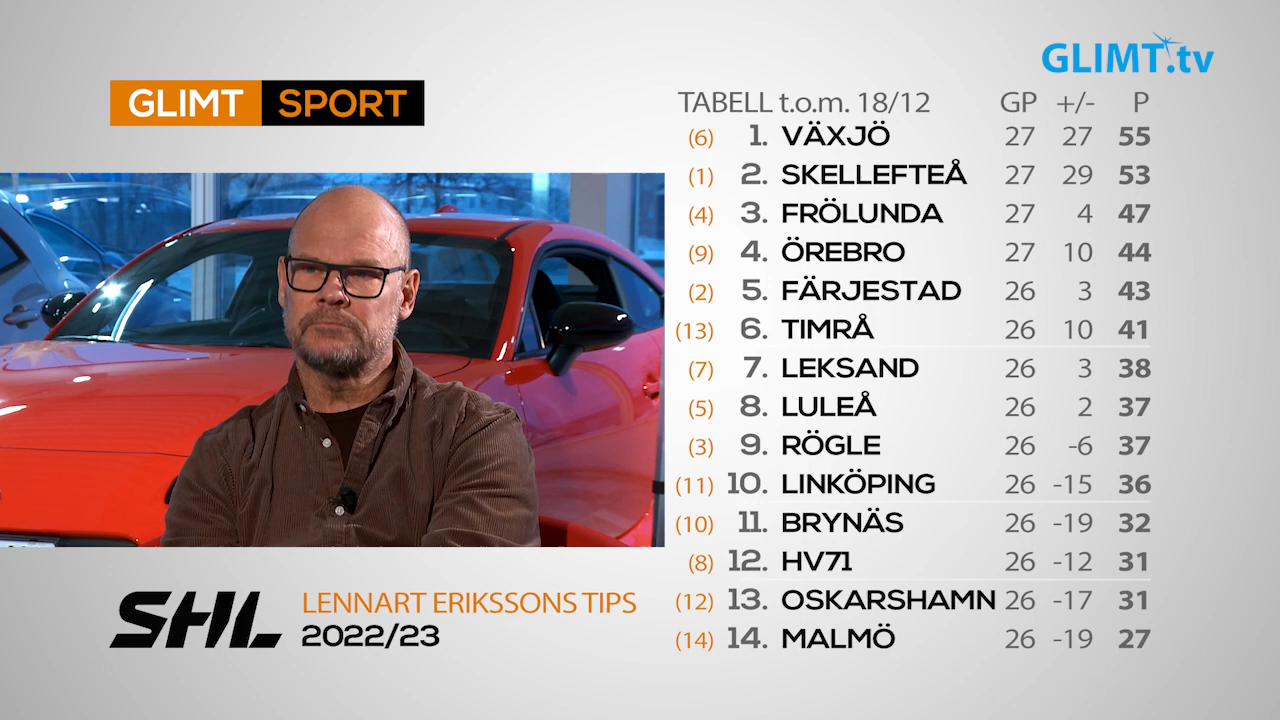 GLIMT SPORT
GLIMT.tv
TABELL t.o.m. 18/12 GP +/- P
(6) 1. VÄXJÖ 27 27 55
(1) 2. SKELLEFTEÅ 27 29 53
(4) 3. FRÖLUNDA 27 4 47
(9) 4. ÖREBRO 27 10 44
(2) 5. FÄRJESTAD 26 3 43
(13) 6. TIMRÅ 26 10 41
(7) 7. LEKSAND 26 3 38
(5) 8. LULEÅ 26 2 37
(3) 9. RÖGLE 26 -6 37
(11) 10. LINKÖPING 26 -15 36
(10) 11. BRYNÄS 26 -19 32
(8) 12. HV71 26 -12 31
(12) 13. OSKARSHAMN 26 -17 31
(14) 14. MALMÖ 26 -19 27
SHL
LENNART ERIKSSONS TIPS
2022/23